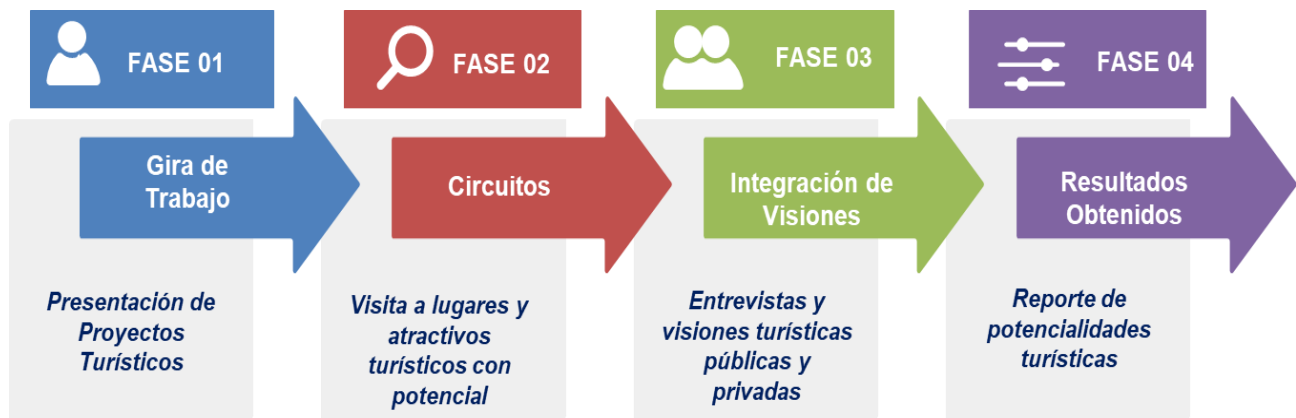 FASE 01
Gira de
Trabajo
Presentación de
Proyectos
Turísticos
FASE 02
Circuitos
Visita a lugares y
atractivos
turísticos con
potencial
FASE 03
Integración de
Visiones
Entrevistas y
visiones turísticas
públicas y
privadas
FASE 04
Resultados
Obtenidos
Reporte de
potencialidades
turísticas